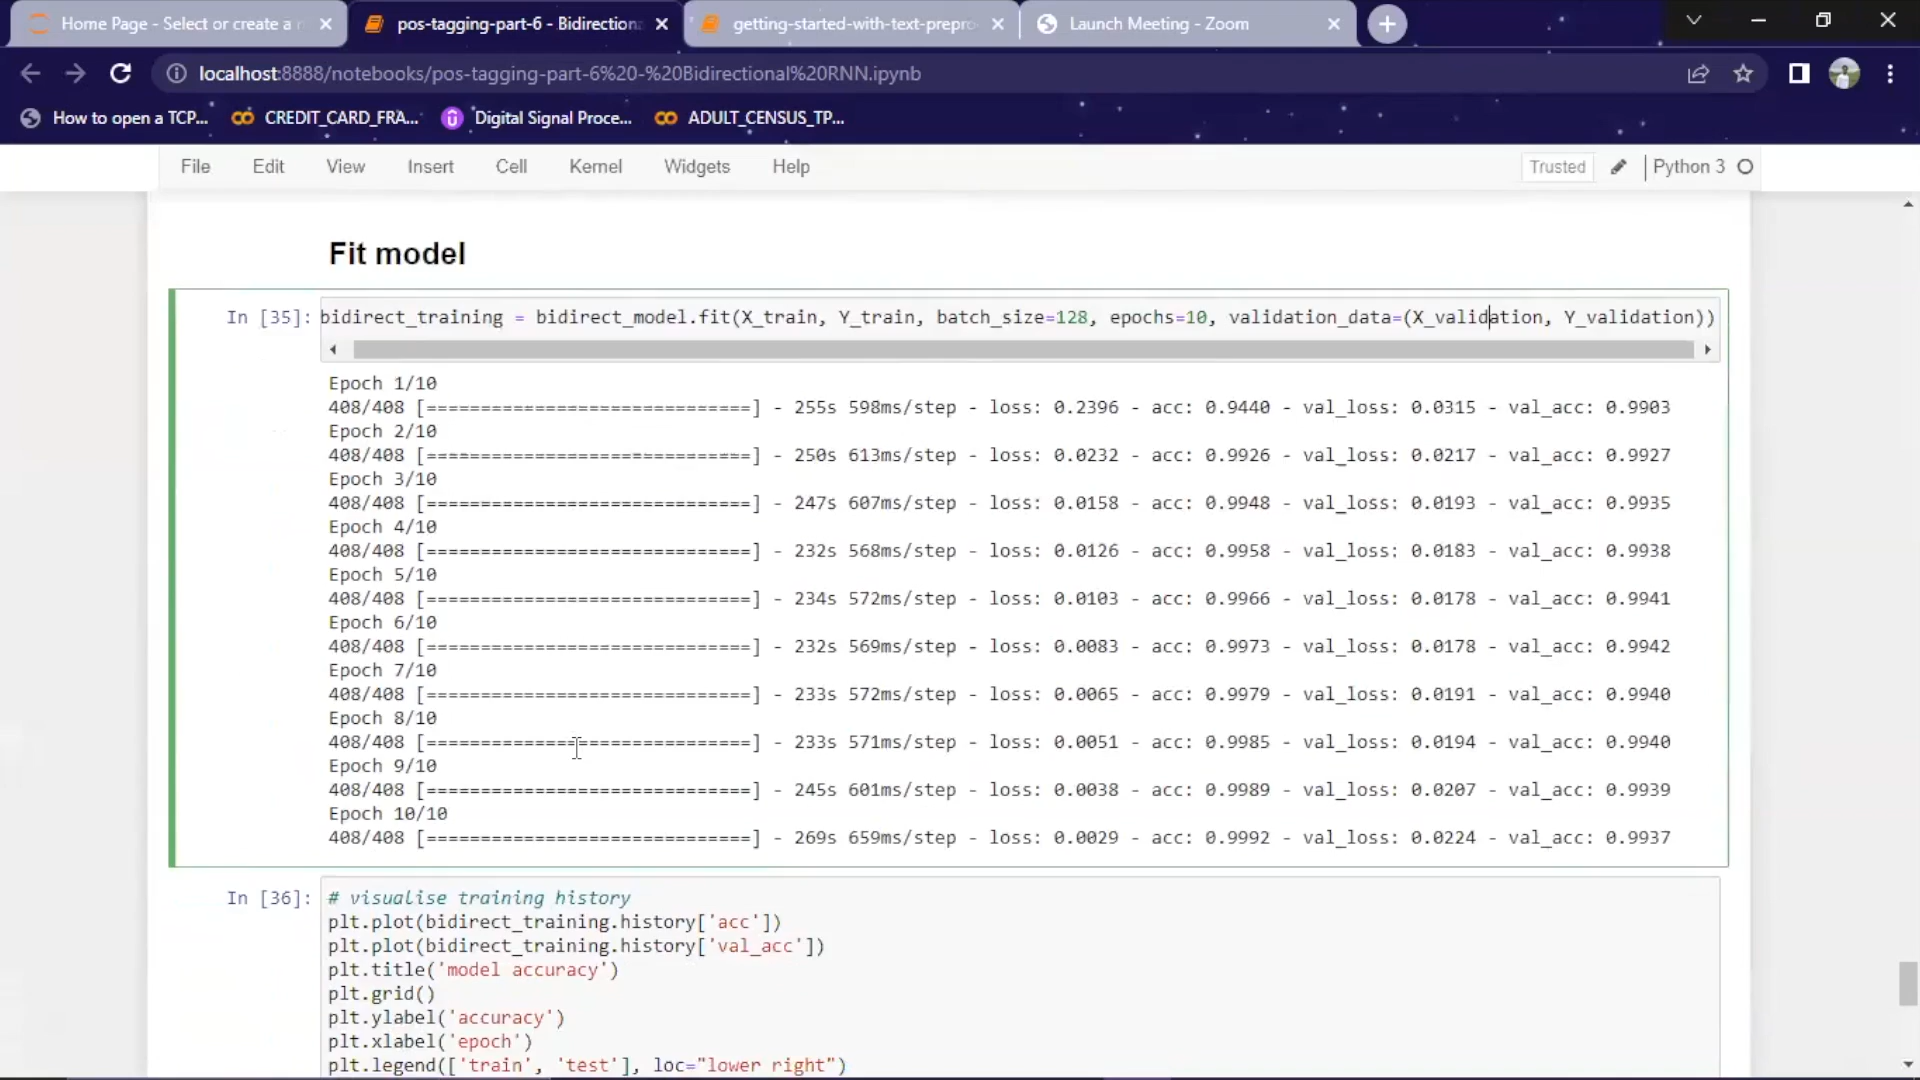 Home Page - Select or create a n
pos-tagging-part-6 - Bidirectiona
getting-started-with-text-prepro
Launch Meeting - Zoom
localhost:8888/notebooks/pos-tagging-part-6%20-%20Bidirectional%20RNN.ipynb
How to open a TCP... CREDIT_CARD_FRA... Digital Signal Proce... ADULT_CENSUS_TP...
File Edit View Insert Cell Kernel Widgets Help Trusted Python 3
Fit model
In [35]: bidirect_training = bidirect_model.fit(X_train, Y_train, batch_size=128, epochs=10, validation_data=(X_validation, Y_validation))
Epoch 1/10
408/408 [==============================] - 255s 598ms/step - loss: 0.2396 - acc: 0.9440 - val_loss: 0.0315 - val_acc: 0.9903
Epoch 2/10
408/408 [==============================] - 250s 613ms/step - loss: 0.0232 - acc: 0.9926 - val_loss: 0.0217 - val_acc: 0.9927
Epoch 3/10
408/408 [==============================] - 247s 607ms/step - loss: 0.0158 - acc: 0.9948 - val_loss: 0.0193 - val_acc: 0.9935
Epoch 4/10
408/408 [==============================] - 232s 568ms/step - loss: 0.0126 - acc: 0.9958 - val_loss: 0.0183 - val_acc: 0.9938
Epoch 5/10
408/408 [==============================] - 234s 572ms/step - loss: 0.0103 - acc: 0.9966 - val_loss: 0.0178 - val_acc: 0.9941
Epoch 6/10
408/408 [==============================] - 232s 569ms/step - loss: 0.0083 - acc: 0.9973 - val_loss: 0.0178 - val_acc: 0.9942
Epoch 7/10
408/408 [==============================] - 233s 572ms/step - loss: 0.0065 - acc: 0.9979 - val_loss: 0.0191 - val_acc: 0.9940
Epoch 8/10
408/408 [==============================] - 233s 571ms/step - loss: 0.0051 - acc: 0.9985 - val_loss: 0.0194 - val_acc: 0.9940
Epoch 9/10
408/408 [==============================] - 245s 601ms/step - loss: 0.0038 - acc: 0.9989 - val_loss: 0.0207 - val_acc: 0.9939
Epoch 10/10
408/408 [==============================] - 269s 659ms/step - loss: 0.0029 - acc: 0.9992 - val_loss: 0.0224 - val_acc: 0.9937
In [36]: # visualise training history
plt.plot(bidirect_training.history['acc'])
plt.plot(bidirect_training.history['val_acc'])
plt.title('model accuracy')
plt.grid()
plt.ylabel('accuracy')
plt.xlabel('epoch')
plt.legend(['train', 'test'], loc="lower right")